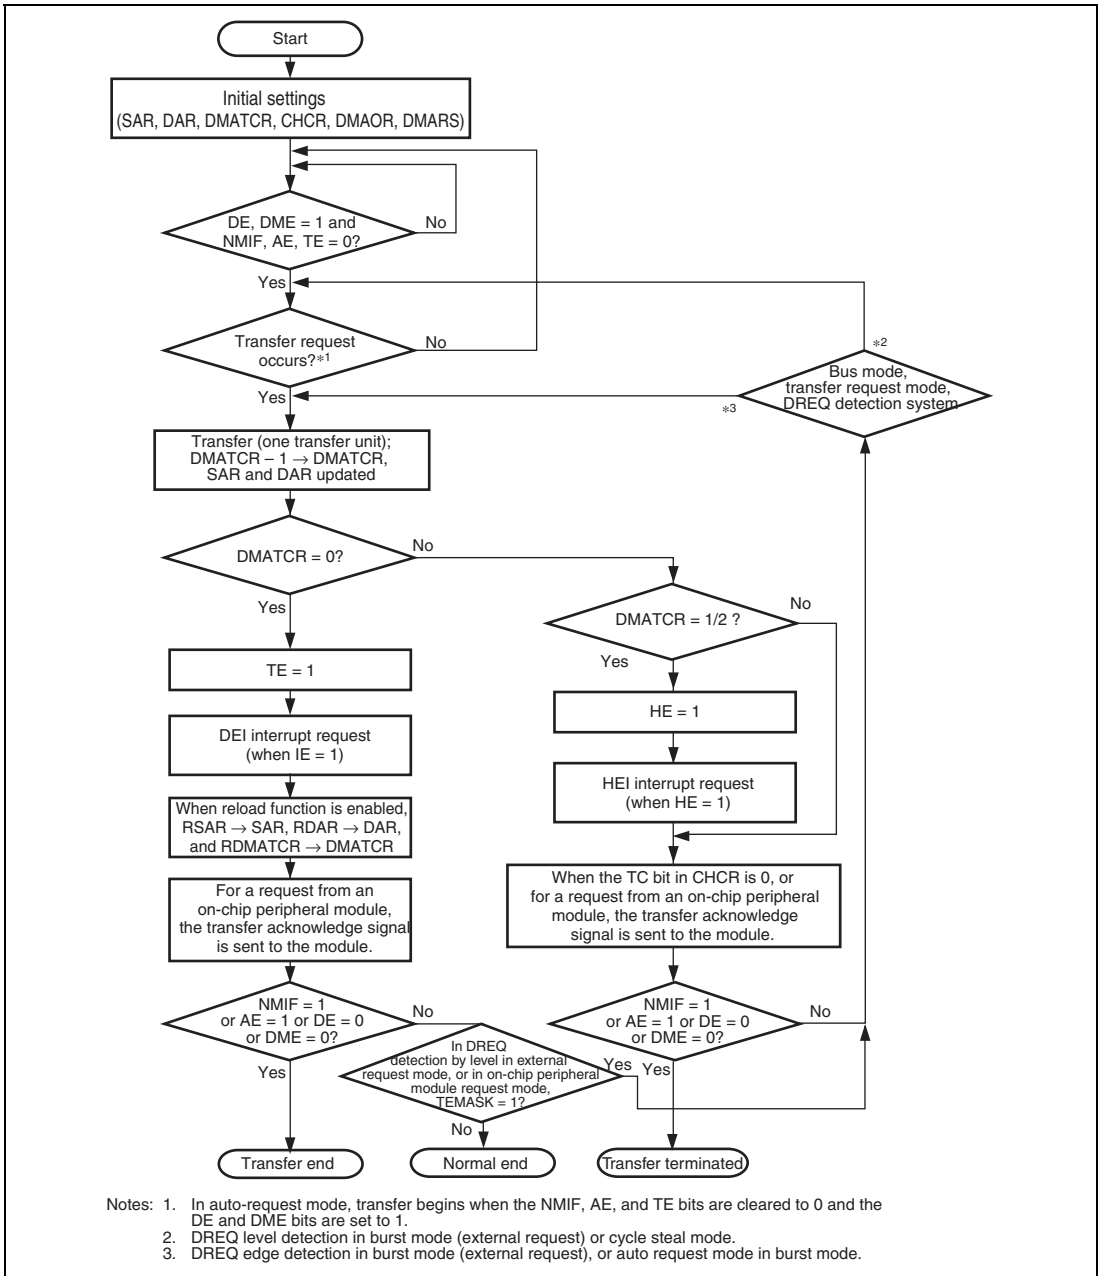 Start
Initial settings
(SAR, DAR, DMATCR, CHCR, DMAOR, DMARS)
DE, DME = 1 and
NMIF, AE, TE = 0?
No
Yes
Transfer request
occurs?*1
No
Yes
*2
Bus mode,
transfer request mode,
DREQ detection system
*3
Transfer (one transfer unit);
DMATCR – 1 → DMATCR,
SAR and DAR updated
DMATCR = 0?
No
Yes
DMATCR = 1/2 ?
No
Yes
TE = 1
HE = 1
DEI interrupt request
(when IE = 1)
HEI interrupt request
(when HE = 1)
When reload function is enabled,
RSAR → SAR, RDAR → DAR,
and RDMATCR → DMATCR
For a request from an
on-chip peripheral module,
the transfer acknowledge signal
is sent to the module.
When the TC bit in CHCR is 0, or
for a request from an on-chip peripheral
module, the transfer acknowledge
signal is sent to the module.
NMIF = 1
or AE = 1 or DE = 0
or DME = 0?
No
Yes
In DREQ
detection by level in external
request mode, or in on-chip peripheral
module request mode,
TEMASK = 1?
Yes
No
NMIF = 1
or AE = 1 or DE = 0
or DME = 0?
No
Yes
Transfer end
Normal end
Transfer terminated
Notes: 1. In auto-request mode, transfer begins when the NMIF, AE, and TE bits are cleared to 0 and the
DE and DME bits are set to 1.
2. DREQ level detection in burst mode (external request) or cycle steal mode.
3. DREQ edge detection in burst mode (external request), or auto request mode in burst mode.